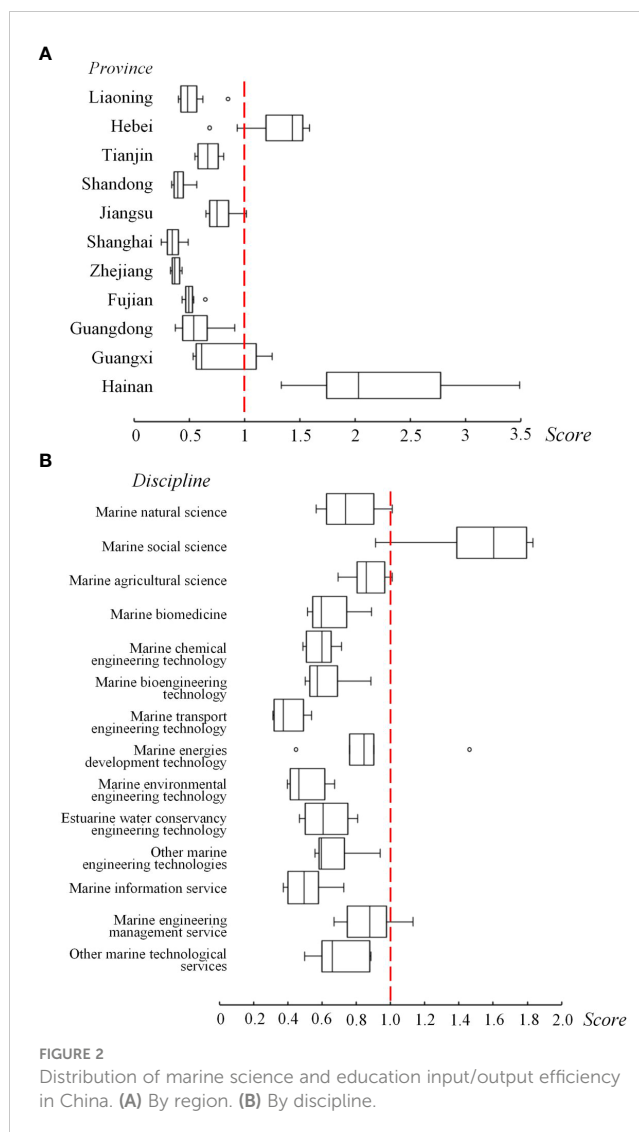 A
Province
Liaoning
Hebei
Tianjin
Shandong
Jiangsu
Shanghai
Zhejiang
Fujian
Guangdong
Guangxi
Hainan
0 0.5 1 1.5 2 2.5 3 3.5 Score
B
Discipline
Marine natural science
Marine social science
Marine agricultural science
Marine biomedicine
Marine chemical
engineering technology
Marine bioengineering
technology
Marine transport
engineering technology
Marine energies
development technology
Marine environmental
engineering technology
Estuarine water conservancy
engineering technology
Other marine
engineering technologies
Marine information service
Marine engineering
management service
Other marine technological
services
0 0.2 0.4 0.6 0.8 1.0 1.2 1.4 1.6 1.8 2.0 Score
FIGURE 2
Distribution of marine science and education input/output efficiency
in China. (A) By region. (B) By discipline.